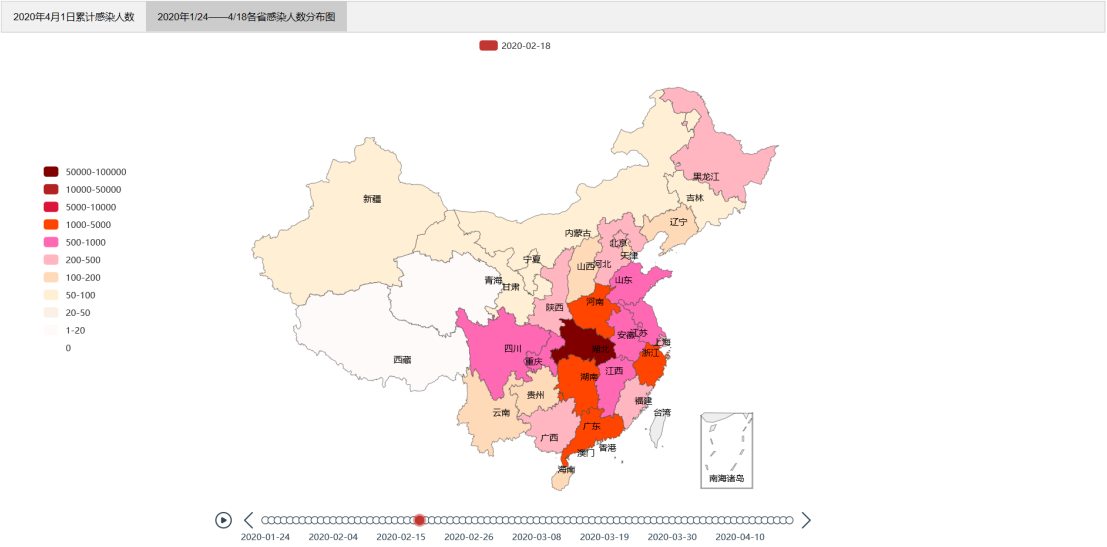 2020年4月1日累计感染人数
2020年1/24——4/18各省感染人数分布图
2020-02-18
50000-100000
10000-50000
5000-10000
1000-5000
500-1000
200-500
100-200
50-100
20-50
1-20
0
黑龙江
新疆
吉林
辽宁
内蒙古
北京
天津
宁夏
山西
河北
青海
甘肃
山东
陕西
河南
安徽
江苏
上海
湖北
四川
浙江
重庆
西藏
江西
湖南
贵州
福建
云南
台湾
广东
广西
香港
澳门
海南
南海诸岛
2020-01-24
2020-02-04
2020-02-15
2020-02-26
2020-03-08
2020-03-19
2020-03-30
2020-04-10